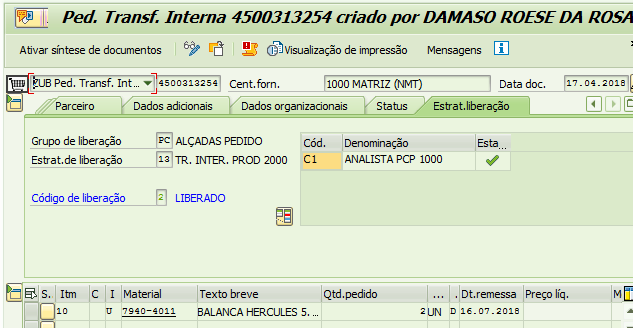 Ped. Transf. Interna 4500313254 criado por DAMASO ROESE DA ROSA
Ativar síntese de documentos Visualização de impressão Mensagens
ZUB Ped. Transf. Int... 4500313254 Cent.forn. 1000 MATRIZ (NMT) Data doc. 17.04.2018
Parceiro Dados adicionais Dados organizacionais Status Estrat.liberação
Grupo de liberação PC ALÇADAS PEDIDO
Estrat.de liberação 13 TR. INTER. PROD 2000
Código de liberação 2 LIBERADO
Cód. Denominação Esta...
C1 ANALISTA PCP 1000
S. Itm C I Material Texto breve Qtd.pedido ... . Dt.remessa Preço líq. M
10 U 7940-4011 BALANCA HERCULES 5. ... 2 UN D 16.07.2018